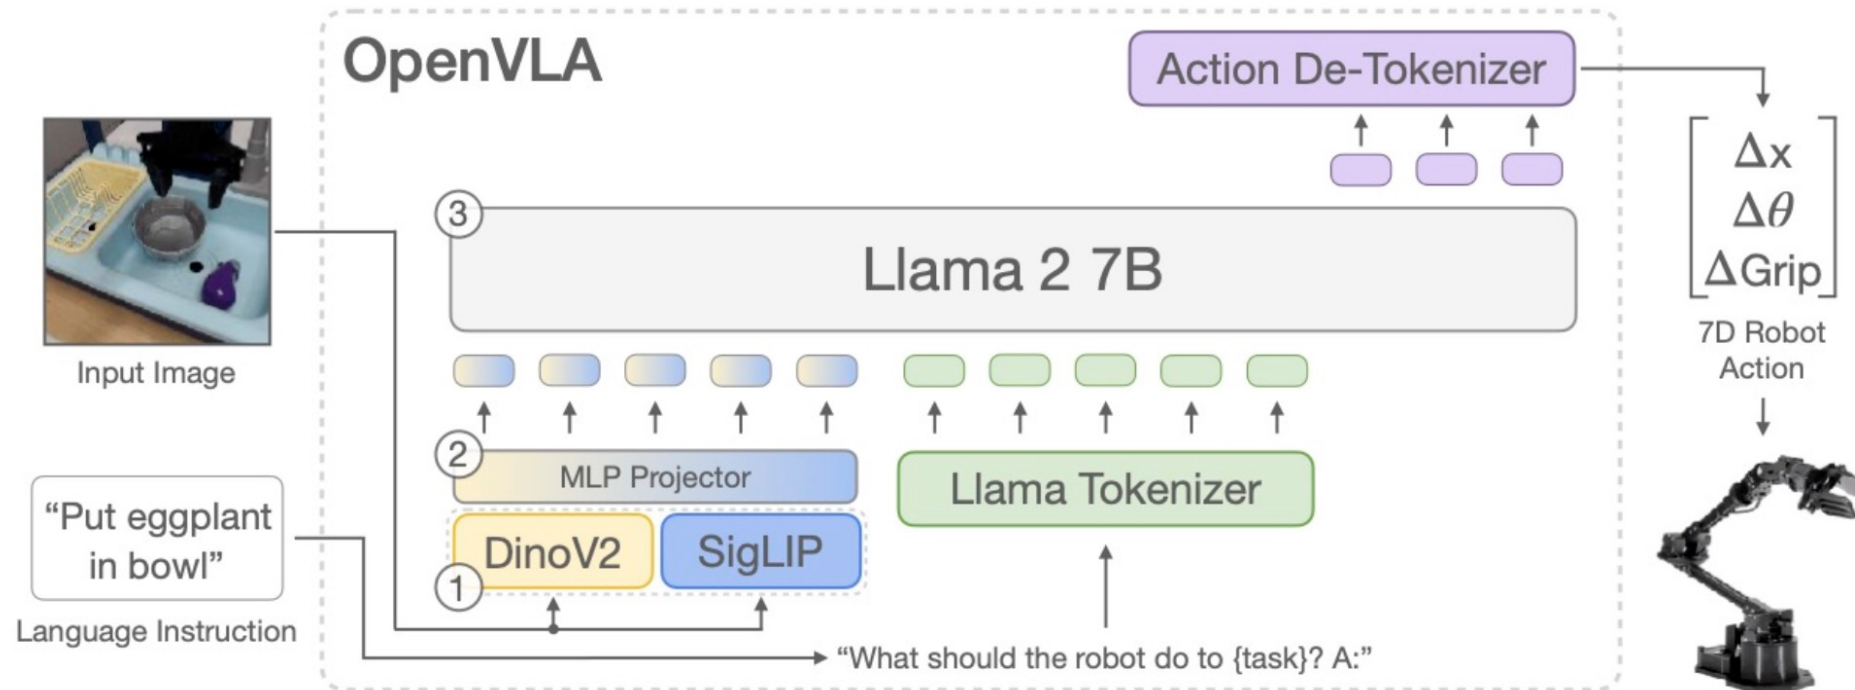 OpenVLA
Action De-Tokenizer
Δx
Δθ
ΔGrip
7D Robot
Action
3
Llama 2 7B
Input Image
2
MLP Projector
Llama Tokenizer
1
DinoV2
SigLIP
“Put eggplant
in bowl”
Language Instruction
“What should the robot do to {task}? A:”